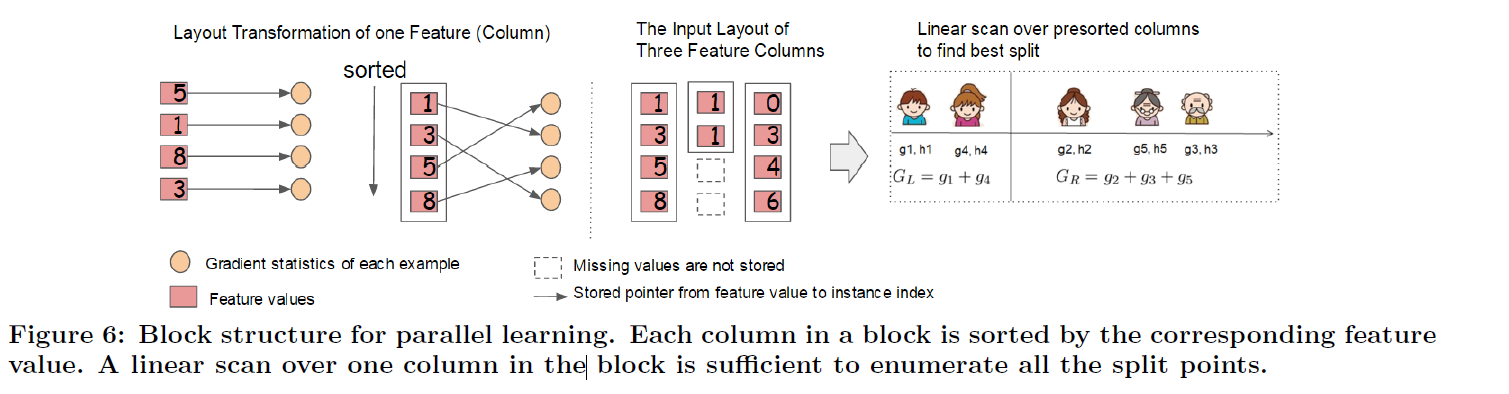 Layout Transformation of one Feature (Column)
The Input Layout of
Three Feature Columns
Linear scan over presorted columns
to find best split
sorted
5
1
8
3
1
3
5
8
1
3
5
8
1
1
0
3
4
6
g1, h1
g4, h4
g2, h2
g5, h5
g3, h3
G_L = g_1 + g_4
G_R = g_2 + g_3 + g_5
Gradient statistics of each example
Feature values
Missing values are not stored
Stored pointer from feature value to instance index
Figure 6: Block structure for parallel learning. Each column in a block is sorted by the corresponding feature
value. A linear scan over one column in the block is sufficient to enumerate all the split points.